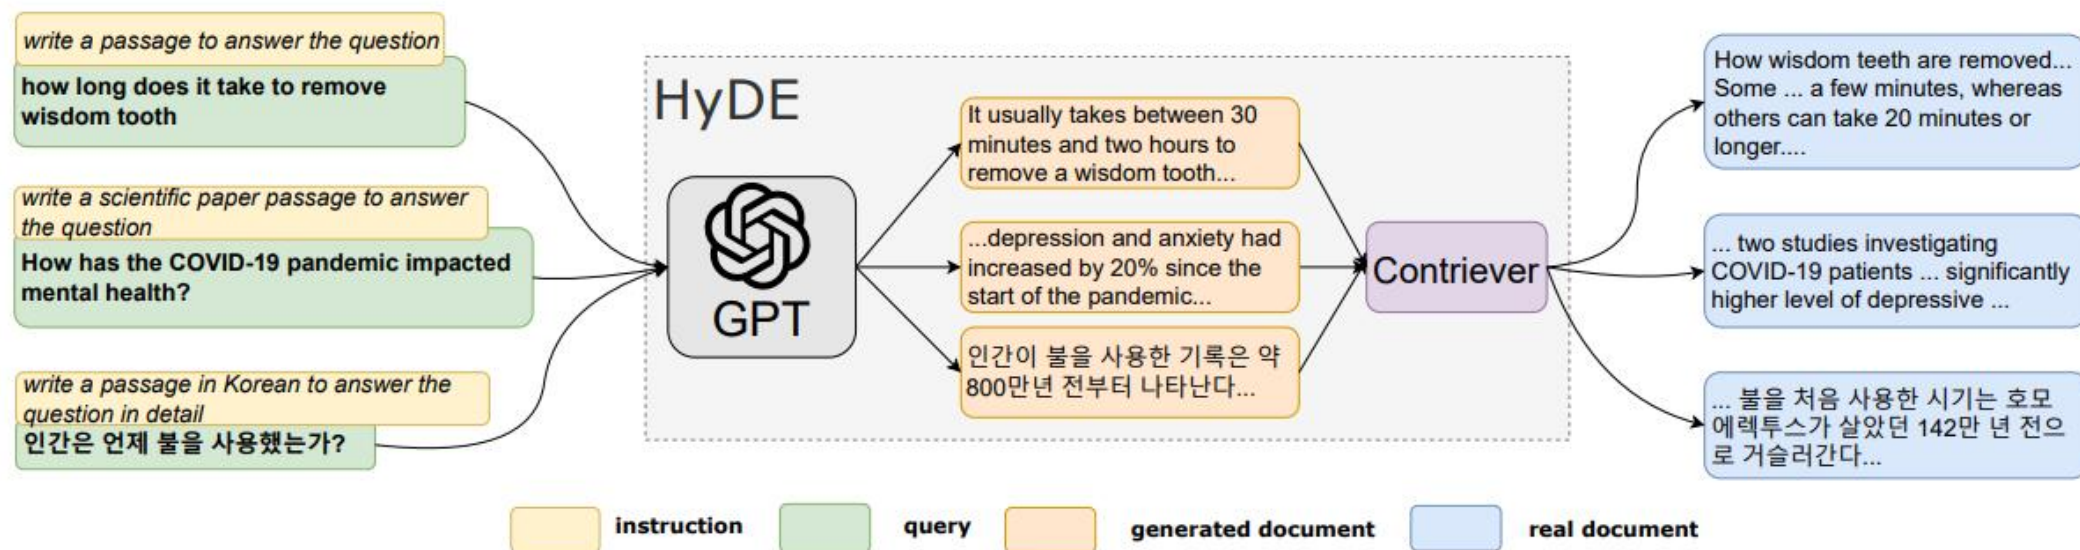 write a passage to answer the question
how long does it take to remove
wisdom tooth
write a scientific paper passage to answer
the question
How has the COVID-19 pandemic impacted
mental health?
write a passage in Korean to answer the
question in detail
인간은 언제 불을 사용했는가?
HyDE
GPT
It usually takes between 30
minutes and two hours to
remove a wisdom tooth...
...depression and anxiety had
increased by 20% since the
start of the pandemic...
인간이 불을 사용한 기록은 약
800만년 전부터 나타난다...
Contriever
How wisdom teeth are removed...
Some ... a few minutes, whereas
others can take 20 minutes or
longer....
... two studies investigating
COVID-19 patients ... significantly
higher level of depressive ...
... 불을 처음 사용한 시기는 호모
에렉투스가 살았던 142만 년 전으
로 거슬러간다...
instruction
query
generated document
real document